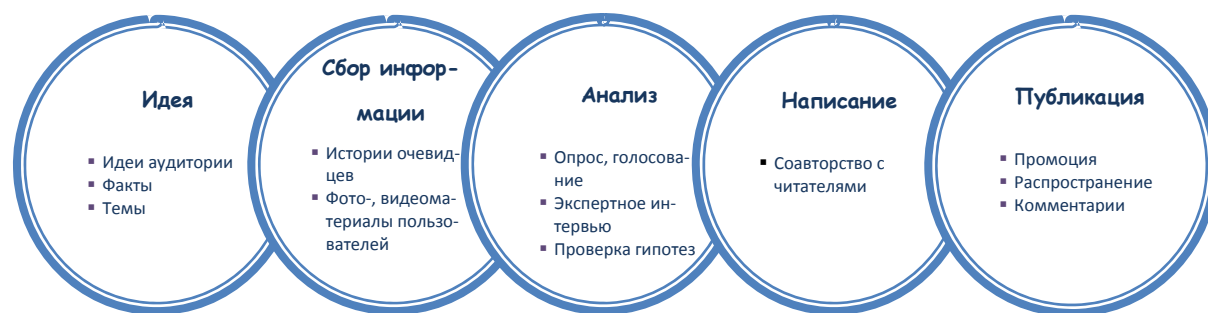 Идея
▪ Идеи аудитории
▪ Факты
▪ Темы
Сбор инфор-
мации
▪ Истории очевид-
цев
▪ Фото-, видеома-
териалы пользо-
вателей
Анализ
▪ Опрос, голосова-
ние
▪ Экспертное ин-
тервью
▪ Проверка гипотез
Написание
▪ Соавторство с
читателями
Публикация
▪ Промоция
▪ Распространение
▪ Комментарии